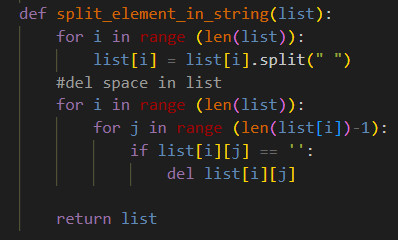 def split_element_in_string(list):
    for i in range (len(list)):
        list[i] = list[i].split(" ")
    #del space in list
    for i in range (len(list)):
        for j in range (len(list[i])-1):
            if list[i][j] == '':
                del list[i][j]

    return list